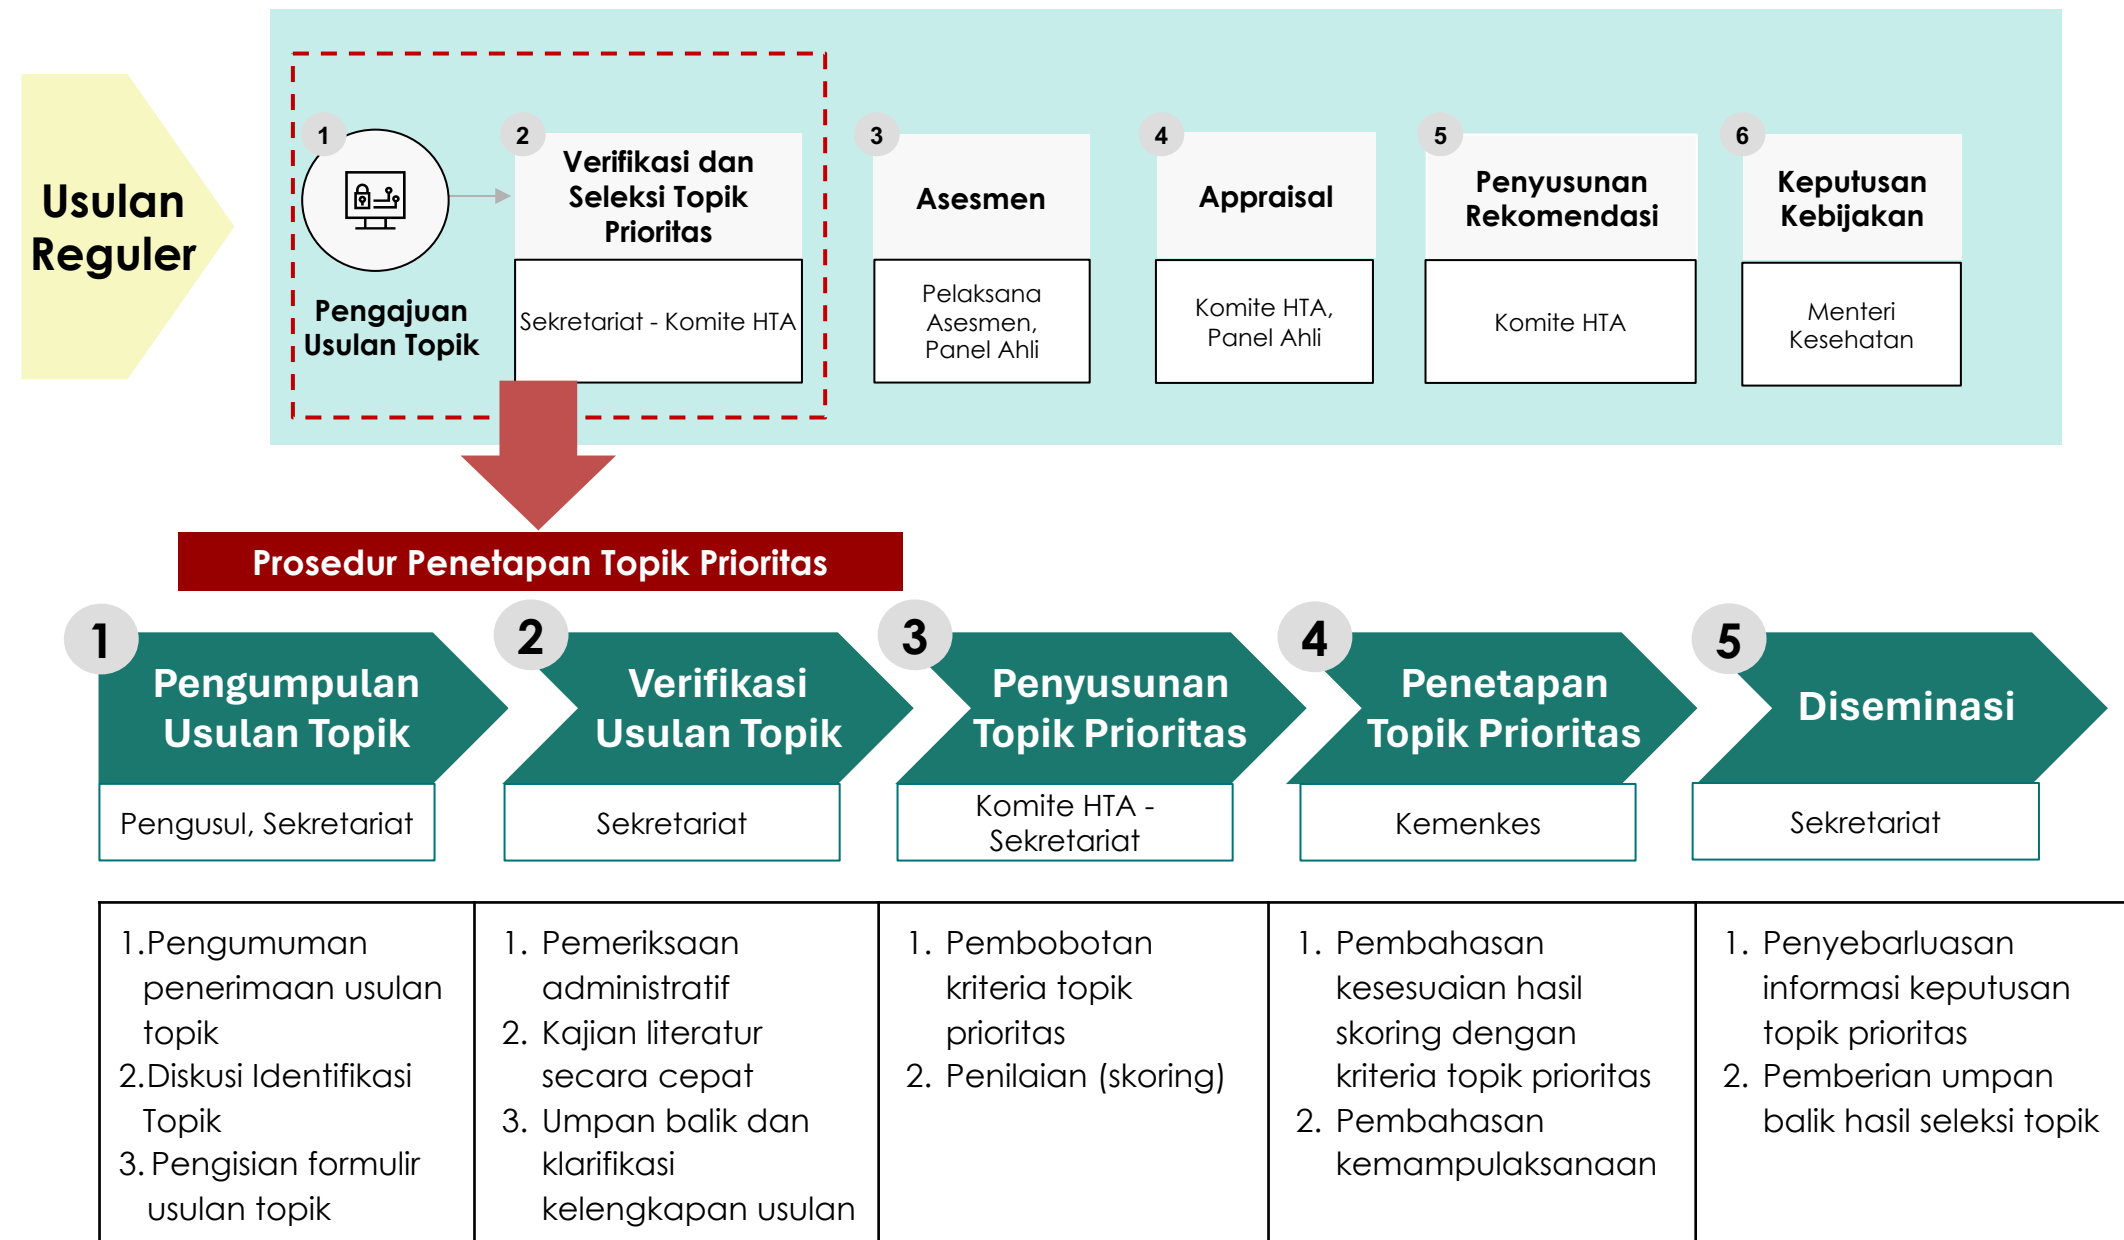 Usulan
Reguler
1
Pengajuan
Usulan Topik
2
Verifikasi dan
Seleksi Topik
Prioritas
Sekretariat - Komite HTA
3
Asesmen
Pelaksana
Asesmen,
Panel Ahli
4
Appraisal
Komite HTA,
Panel Ahli
5
Penyusunan
Rekomendasi
Komite HTA
6
Keputusan
Kebijakan
Menteri
Kesehatan
Prosedur Penetapan Topik Prioritas
1
Pengumpulan
Usulan Topik
Pengusul, Sekretariat
2
Verifikasi
Usulan Topik
Sekretariat
3
Penyusunan
Topik Prioritas
Komite HTA -
Sekretariat
4
Penetapan
Topik Prioritas
Kemenkes
5
Diseminasi
Sekretariat
1.Pengumuman
penerimaan usulan
topik
2.Diskusi Identifikasi
Topik
3. Pengisian formulir
usulan topik
1. Pemeriksaan
administratif
2. Kajian literatur
secara cepat
3. Umpan balik dan
klarifikasi
kelengkapan usulan
1. Pembobotan
kriteria topik
prioritas
2. Penilaian (skoring)
1. Pembahasan
kesesuaian hasil
skoring dengan
kriteria topik prioritas
2. Pembahasan
kemampulaksanaan
1. Penyebarluasan
informasi keputusan
topik prioritas
2. Pemberian umpan
balik hasil seleksi topik